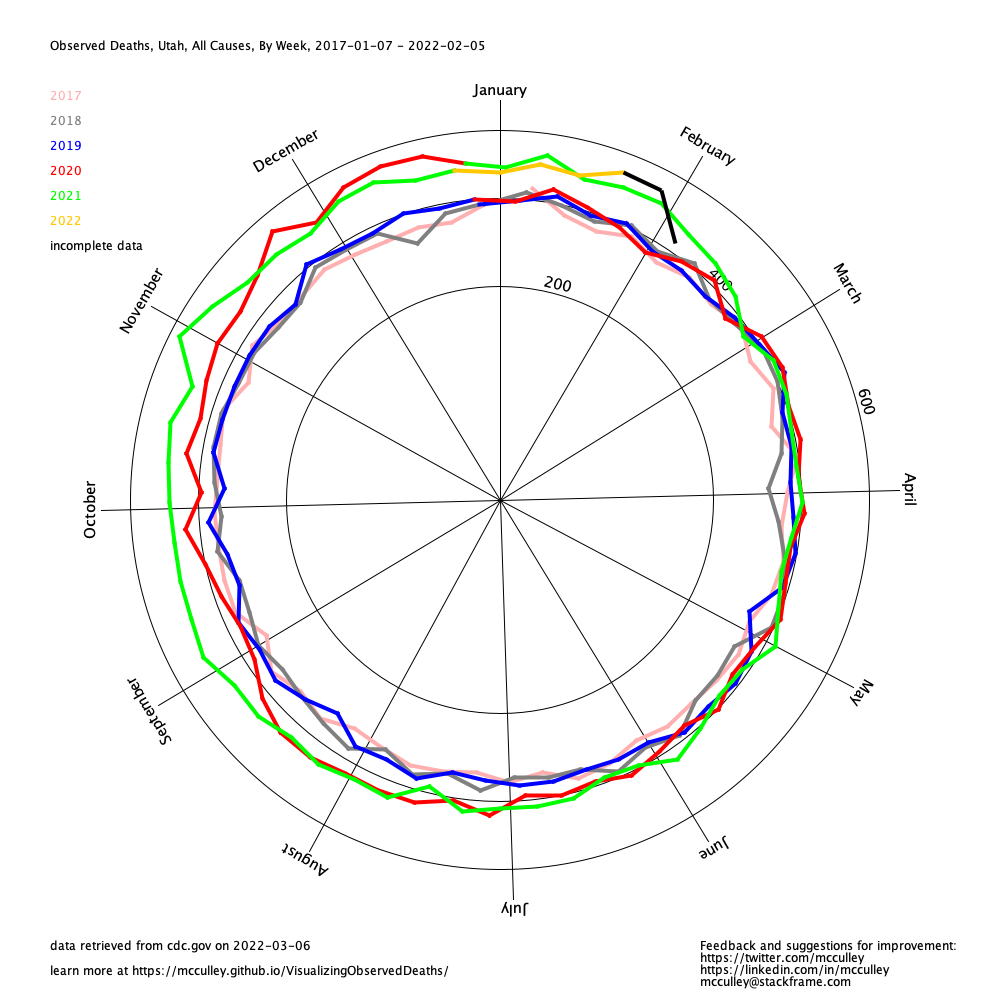 Observed Deaths, Utah, All Causes, By Week, 2017-01-07 - 2022-02-05
January
2017
2018
2019
2020
2021
2022
incomplete data
December
February
November
March
200
400
600
October
April
September
May
August
June
July
data retrieved from cdc.gov on 2022-03-06
learn more at https://mcculley.github.io/VisualizingObservedDeaths/
Feedback and suggestions for improvement:
https://twitter.com/mcculley
https://linkedin.com/in/mcculley
mcculley@stackframe.com